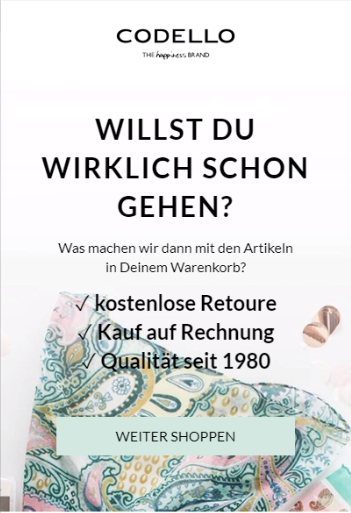 CODELLO
THE happiness BRAND
WILLST DU
WIRKLICH SCHON
GEHEN?
Was machen wir dann mit den Artikeln
in Deinem Warenkorb?
✓ kostenlose Retoure
✓ Kauf auf Rechnung
✓ Qualität seit 1980
WEITER SHOPPEN